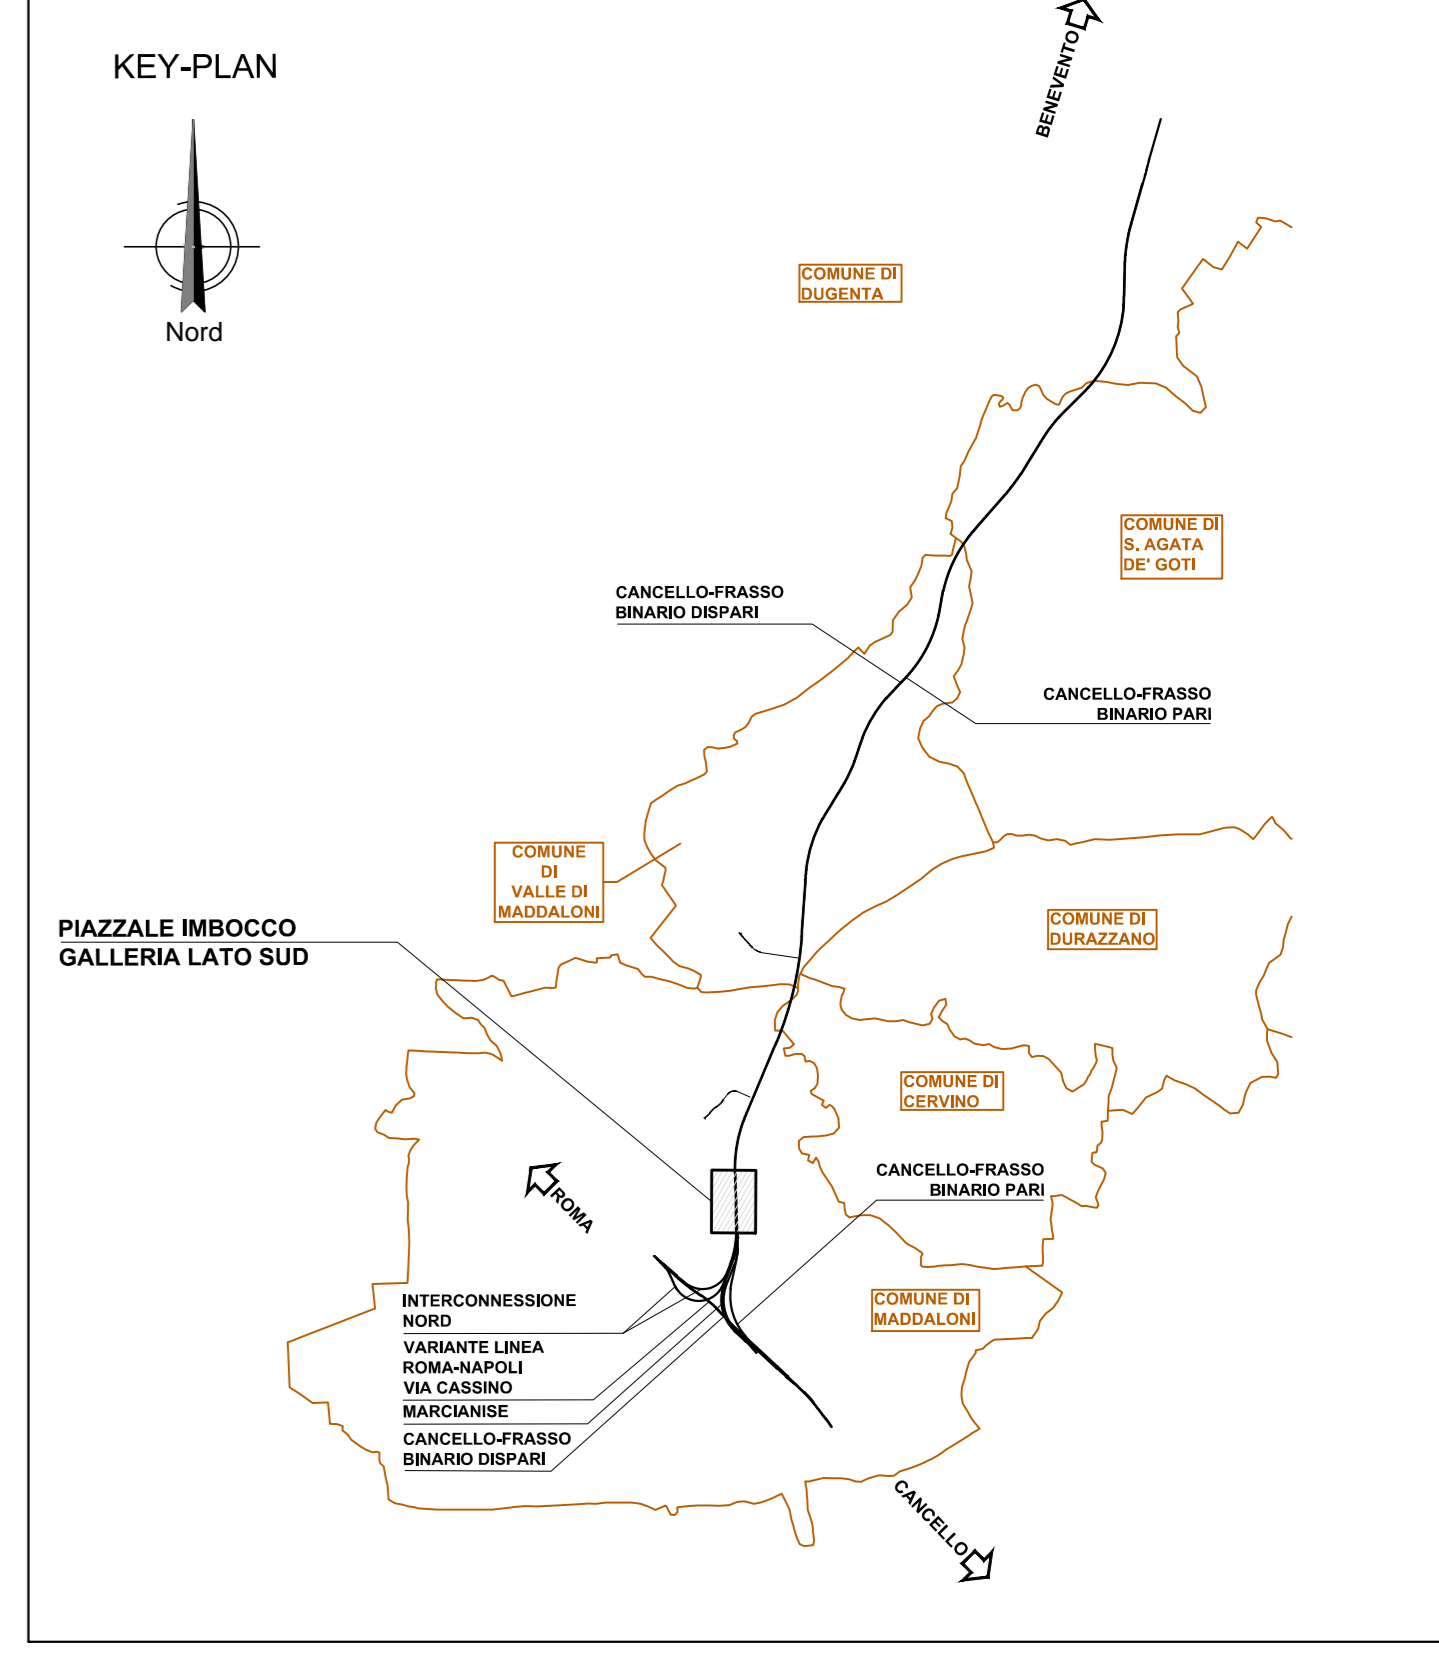 KEY-PLAN
Nord
BENEVENTO
COMUNE DI
DUGENTA
COMUNE DI
S. AGATA
DE' GOTI
CANCELLO-FRASSO
BINARIO DISPARI
CANCELLO-FRASSO
BINARIO PARI
COMUNE
DI
VALLE DI
MADDALONI
PIAZZALE IMBOCCO
GALLERIA LATO SUD
COMUNE DI
DURAZZANO
COMUNE DI
CERVINO
CANCELLO-FRASSO
BINARIO PARI
ROMA
INTERCONNESSIONE
NORD
VARIANTE LINEA
ROMA-NAPOLI
VIA CASSINO
MARCIANISE
CANCELLO-FRASSO
BINARIO DISPARI
COMUNE DI
MADDALONI
CANCELLO